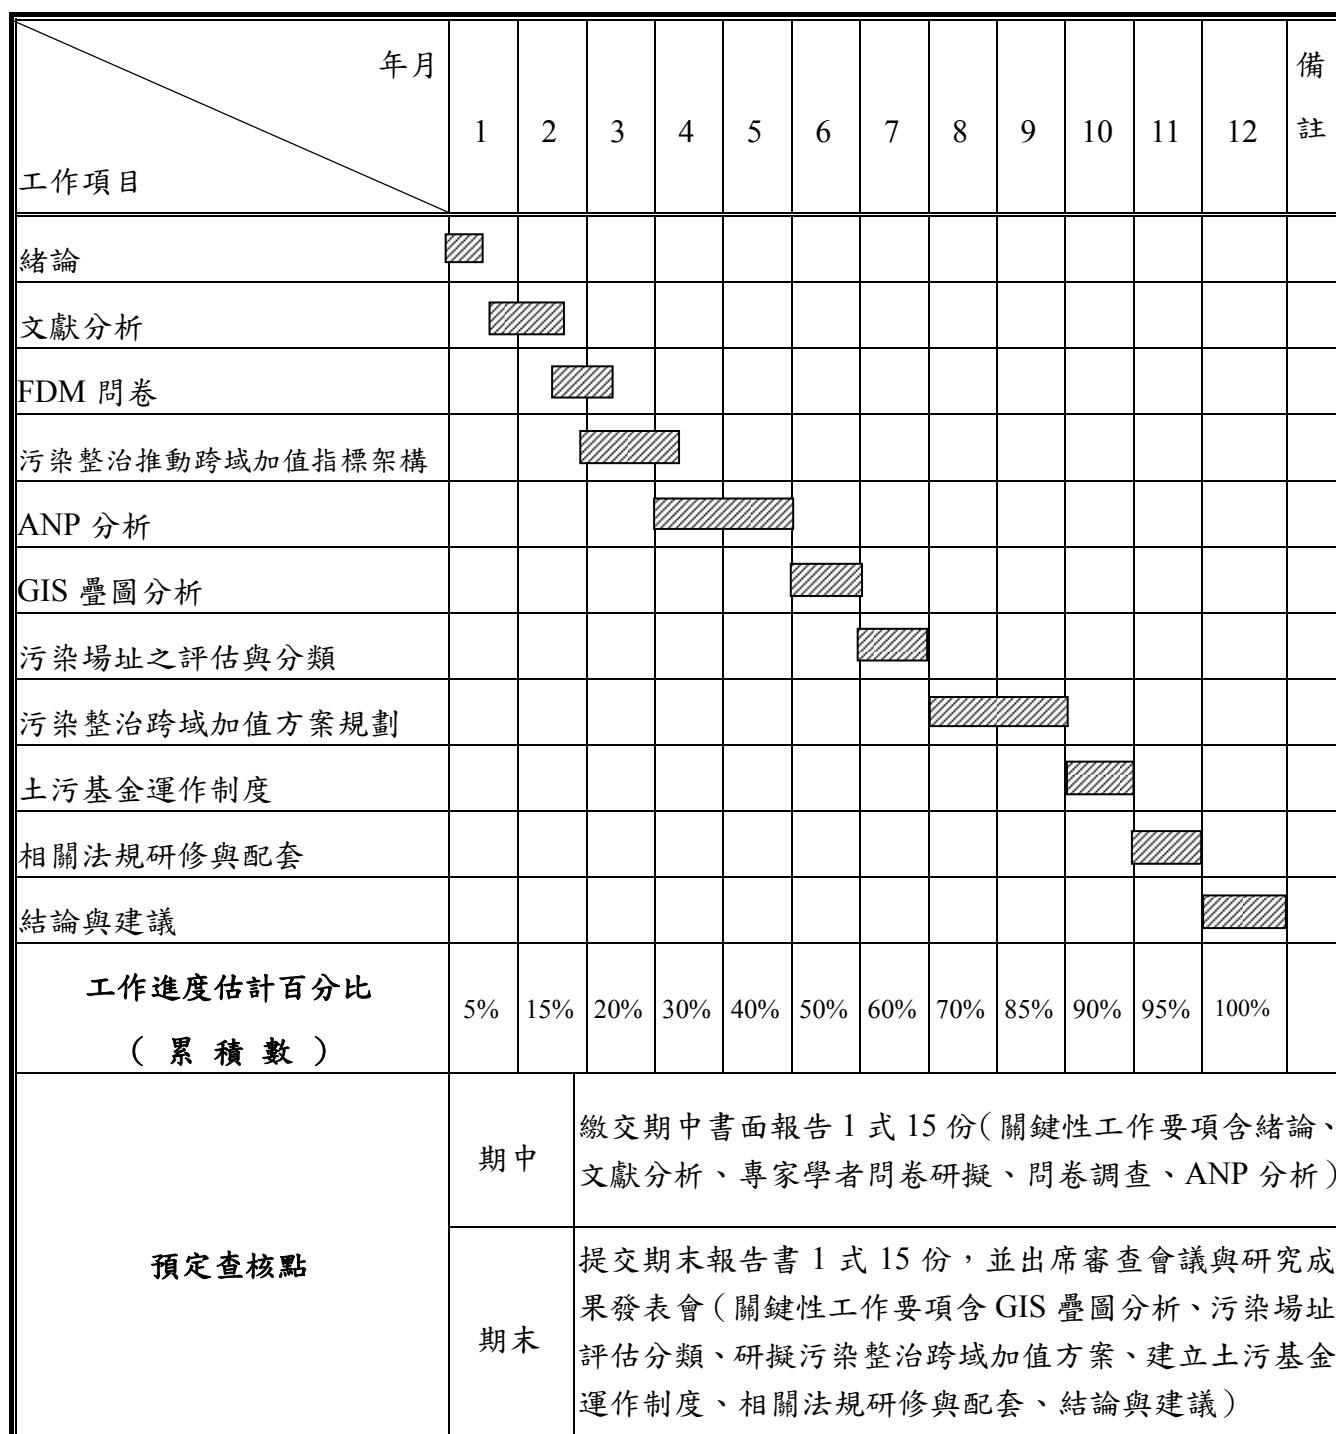 年月
工作項目
1 2 3 4 5 6 7 8 9 10 11 12
備
註
緒論
文獻分析
FDM 問卷
污染整治推動跨域加值指標架構
ANP 分析
GIS 疊圖分析
污染場址之評估與分類
污染整治跨域加值方案規劃
土污基金運作制度
相關法規研修與配套
結論與建議
工作進度估計百分比
（累積數）
5% 15% 20% 30% 40% 50% 60% 70% 85% 90% 95% 100%
預定查核點
期中
繳交期中書面報告 1 式 15 份（關鍵性工作要項含緒論、
文獻分析、專家學者問卷研擬、問卷調查、ANP 分析）
期末
提交期末報告書 1 式 15 份，並出席審查會議與研究成
果發表會（關鍵性工作要項含 GIS 疊圖分析、污染場址
評估分類、研擬污染整治跨域加值方案、建立土污基金
運作制度、相關法規研修與配套、結論與建議）